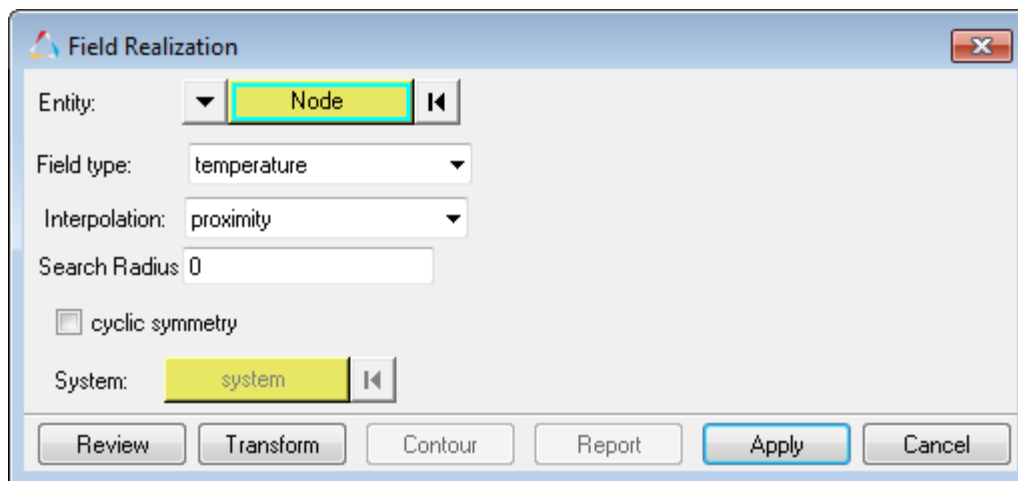 Field Realization
Entity: Node
Field type: temperature
Interpolation: proximity
Search Radius 0
cyclic symmetry
System: system
Review Transform Contour Report Apply Cancel